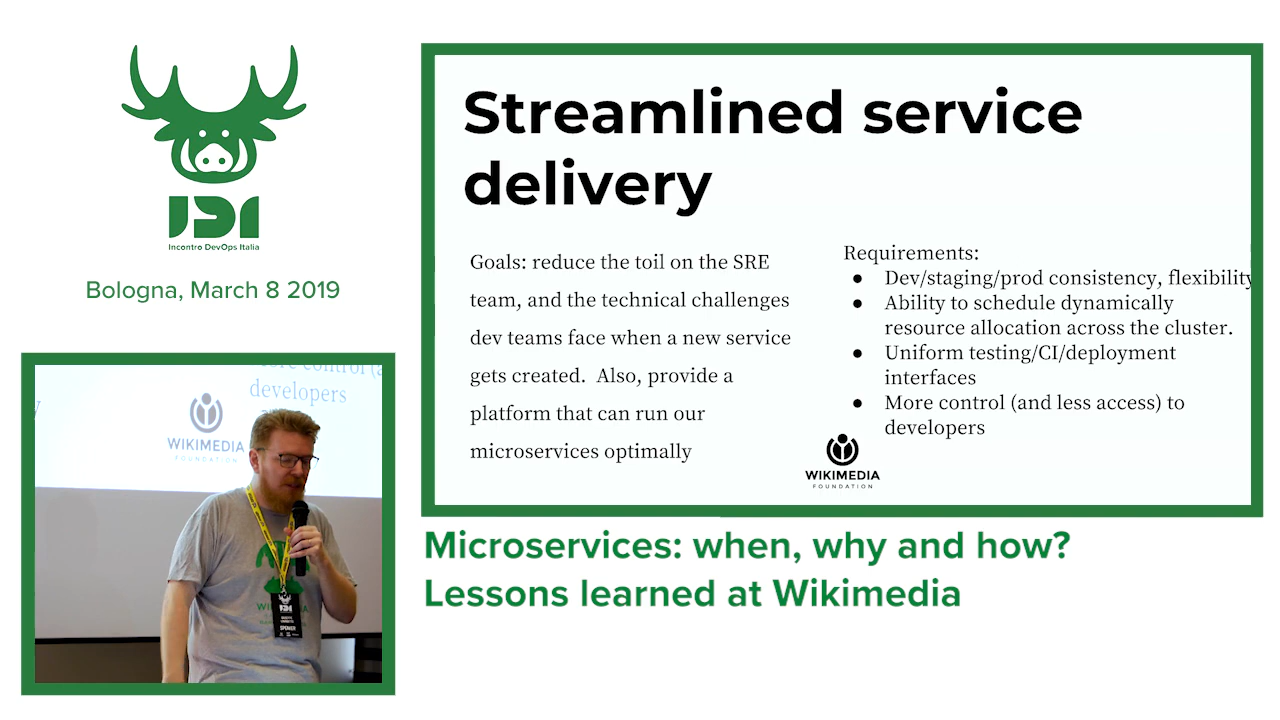 IDI
Incontro DevOps Italia
Bologna, March 8 2019
Streamlined service
delivery
Goals: reduce the toil on the SRE
team, and the technical challenges
dev teams face when a new service
gets created. Also, provide a
platform that can run our
microservices optimally
Requirements:
● Dev/staging/prod consistency, flexibility
● Ability to schedule dynamically
resource allocation across the cluster.
● Uniform testing/CI/deployment
interfaces
● More control (and less access) to
developers
WIKIMEDIA
FOUNDATION
developers
WIKIMEDIA
FOUNDATION
SPEAKER
Microservices: when, why and how?
Lessons learned at Wikimedia